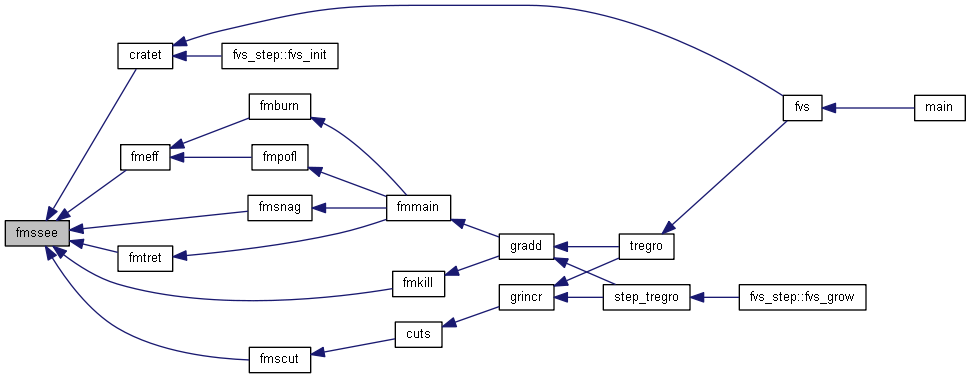 cratet
fvs_step::fvs_init
fmburn
fvs
main
fmeff
fmpofl
fmsnag
fmmain
fmssee
fmtret
gradd
tregro
fmkill
grincr
step_tregro
fvs_step::fvs_grow
cuts
fmscut